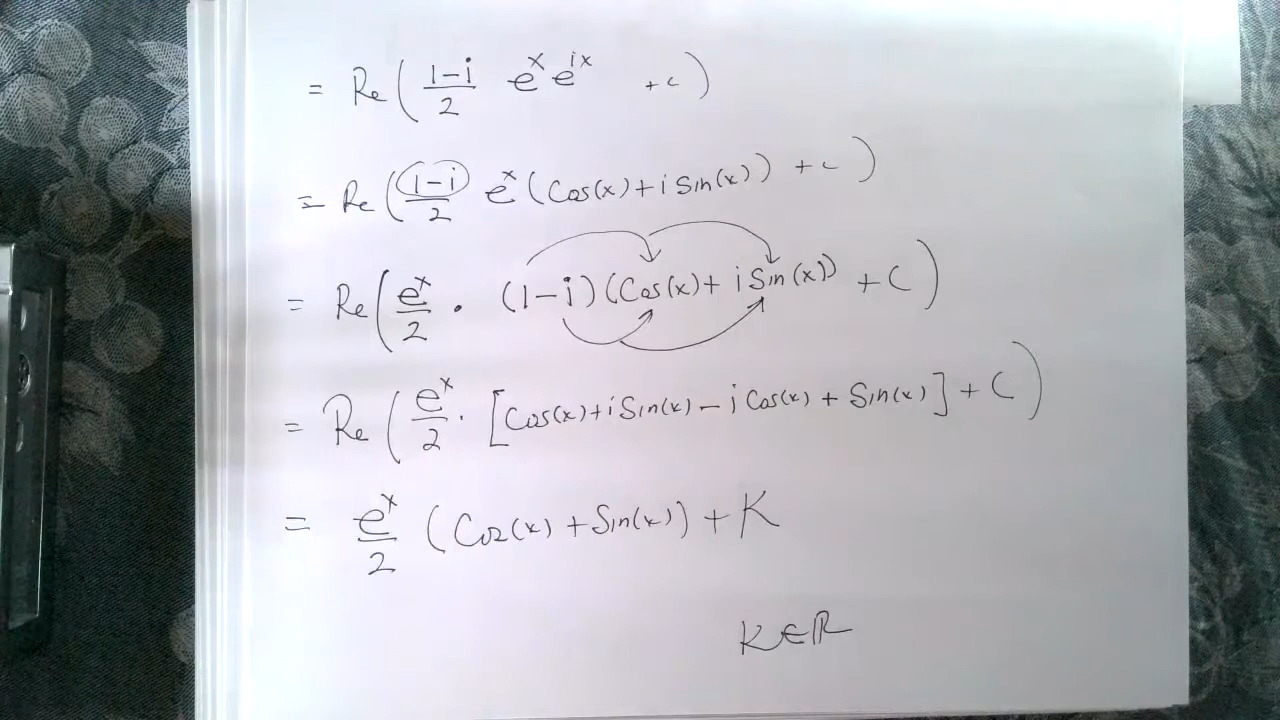 = Re( (1-i)/2 e^x e^{ix} + c )
= Re( (1-i)/2 e^x (Cos(x)+i Sin(x)) + c )
= Re( e^x/2 · (1-i)(Cos(x)+ i Sin(x)) + C )
= Re( e^x/2 · [Cos(x)+i Sin(x) - i Cos(x) + Sin(x)] + C )
= e^x/2 (Cos(x) + Sin(x)) + K
K∈ℝ